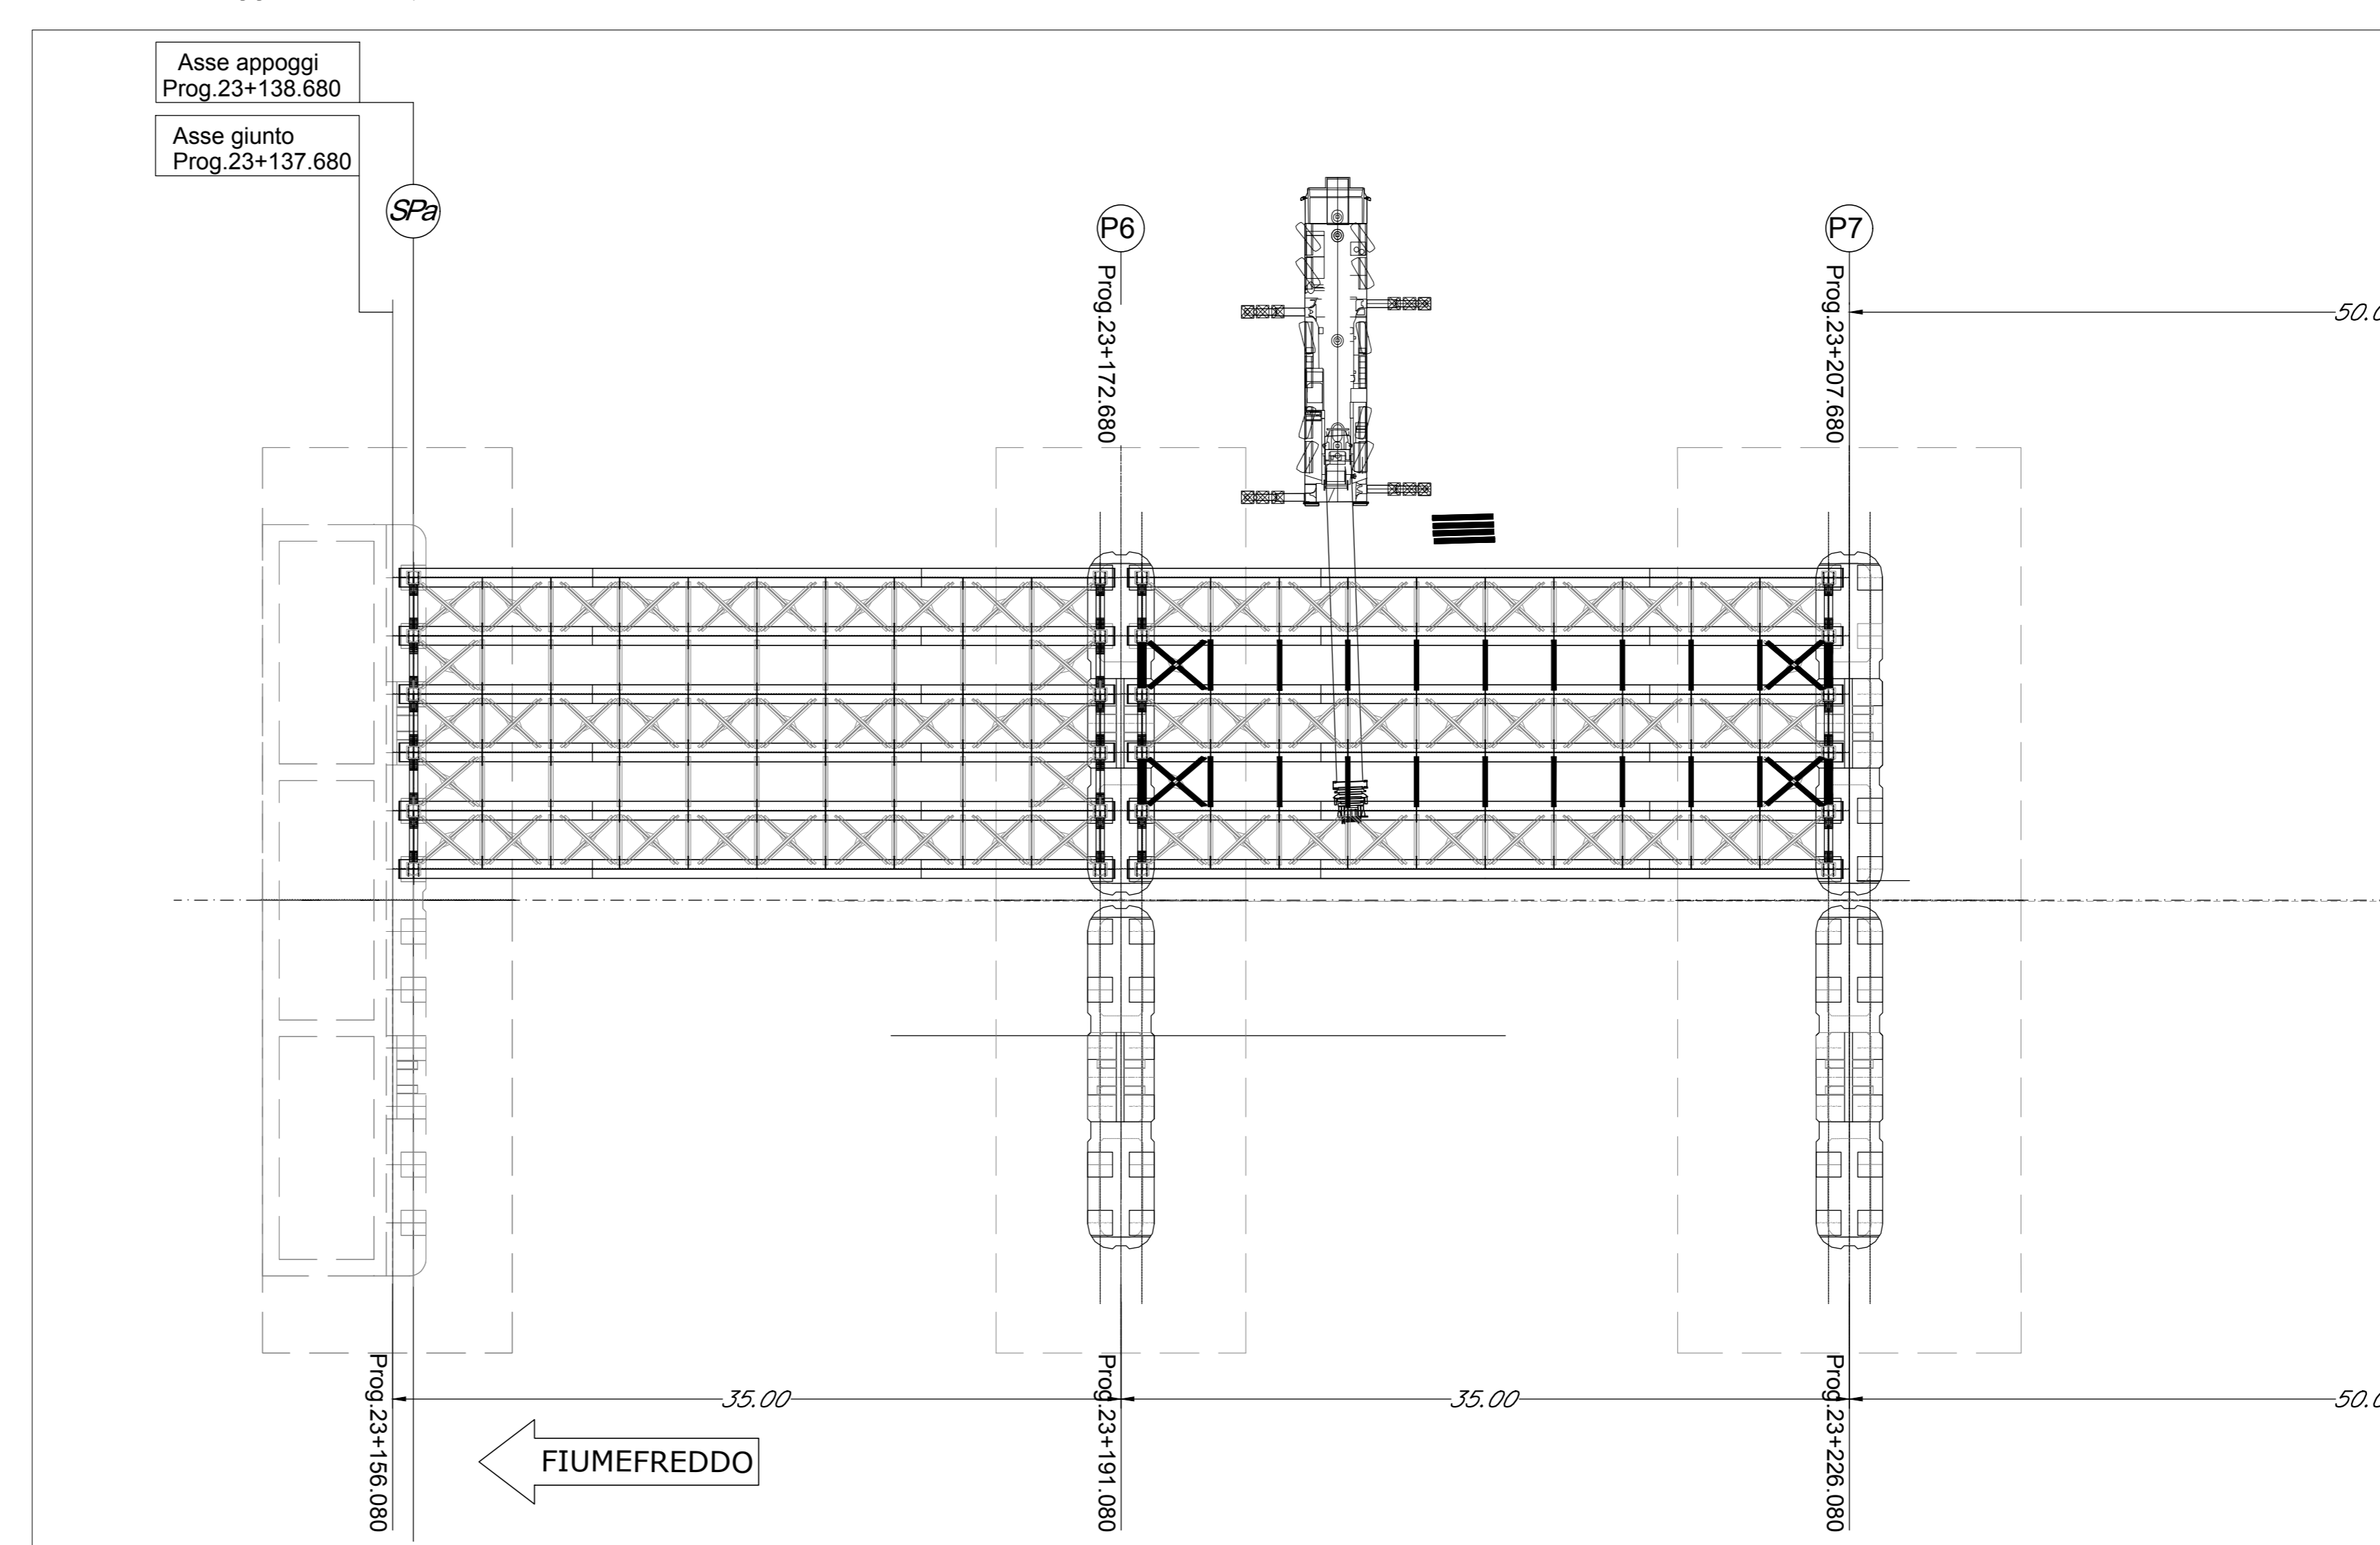 Asse appoggi
Prog.23+138.680
Asse giunto
Prog.23+137.680
SPa
P6
P7
Prog.23+172.680
Prog.23+207.680
35.00
35.00
Prog.23+156.080
Prog.23+191.080
Prog.23+226.080
FIUMEFREDDO